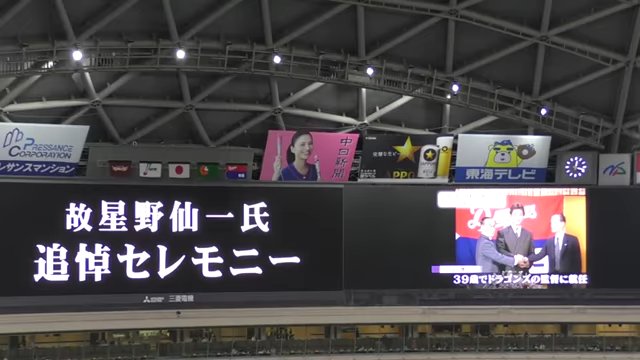 PRESSANCE
CORPORATION
レサンスマンション
中日新聞
東海テレビ
故星野仙一氏
追悼セレモニー
39歳でドラゴンズの監督に就任
三菱電機